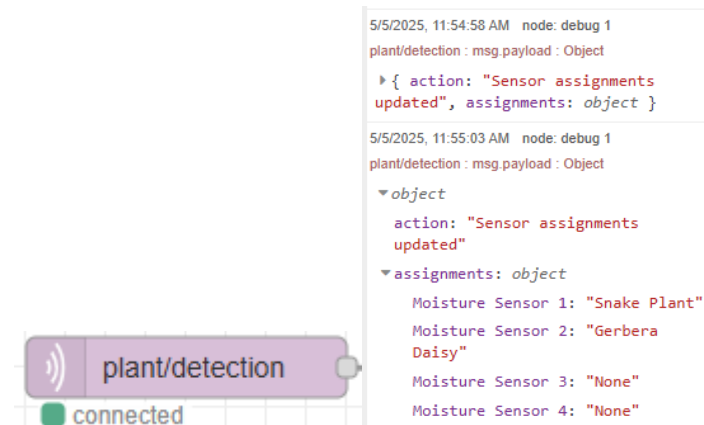 5/5/2025, 11:54:58 AM node: debug 1
plant/detection : msg.payload : Object
{ action: "Sensor assignments
updated", assignments: object }
5/5/2025, 11:55:03 AM node: debug 1
plant/detection : msg.payload : Object
object
action: "Sensor assignments
updated"
assignments: object
Moisture Sensor 1: "Snake Plant"
Moisture Sensor 2: "Gerbera
Daisy"
Moisture Sensor 3: "None"
Moisture Sensor 4: "None"
plant/detection
connected